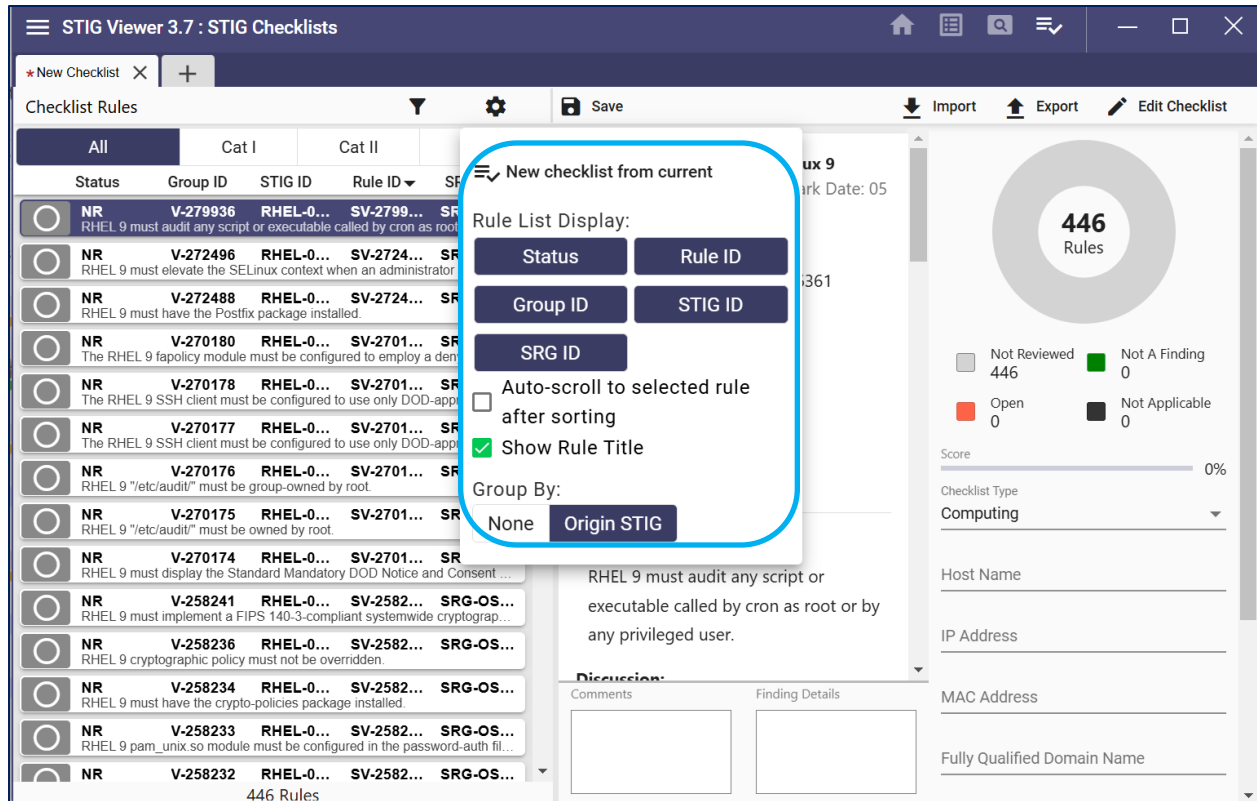 STIG Viewer 3.7 : STIG Checklists
*New Checklist
Checklist Rules
Save
Import
Export
Edit Checklist
All
Cat I
Cat II
Status Group ID STIG ID Rule ID SR
NR V-279936 RHEL-0... SV-2799... SR
RHEL 9 must audit any script or executable called by cron as root
NR V-272496 RHEL-0... SV-2724... SR
RHEL 9 must elevate the SELinux context when an administrator
NR V-272488 RHEL-0... SV-2724... SR
RHEL 9 must have the Postfix package installed.
NR V-270180 RHEL-0... SV-2701... SR
The RHEL 9 fapolicy module must be configured to employ a den
NR V-270178 RHEL-0... SV-2701... SR
The RHEL 9 SSH client must be configured to use only DOD-app
NR V-270177 RHEL-0... SV-2701... SR
The RHEL 9 SSH client must be configured to use only DOD-app
NR V-270176 RHEL-0... SV-2701... SR
RHEL 9 "/etc/audit/" must be group-owned by root.
NR V-270175 RHEL-0... SV-2701... SR
RHEL 9 "/etc/audit/" must be owned by root.
NR V-270174 RHEL-0... SV-2701... SR
RHEL 9 must display the Standard Mandatory DOD Notice and Consent ...
NR V-258241 RHEL-0... SV-2582... SRG-OS...
RHEL 9 must implement a FIPS 140-3-compliant systemwide cryptograp...
NR V-258236 RHEL-0... SV-2582... SRG-OS...
RHEL 9 cryptographic policy must not be overridden.
NR V-258234 RHEL-0... SV-2582... SRG-OS...
RHEL 9 must have the crypto-policies package installed.
NR V-258233 RHEL-0... SV-2582... SRG-OS...
RHEL 9 pam_unix.so module must be configured in the password-auth fil...
NR V-258232 RHEL-0... SV-2582... SRG-OS...
446 Rules
New checklist from current
Rule List Display:
Status
Rule ID
Group ID
STIG ID
SRG ID
Auto-scroll to selected rule
after sorting
Show Rule Title
Group By:
None
Origin STIG
ux 9
ark Date: 05
5361
RHEL 9 must audit any script or
executable called by cron as root or by
any privileged user.
Discussion:
Comments
Finding Details
446
Rules
Not Reviewed
446
Not A Finding
0
Open
0
Not Applicable
0
Score
0%
Checklist Type
Computing
Host Name
IP Address
MAC Address
Fully Qualified Domain Name